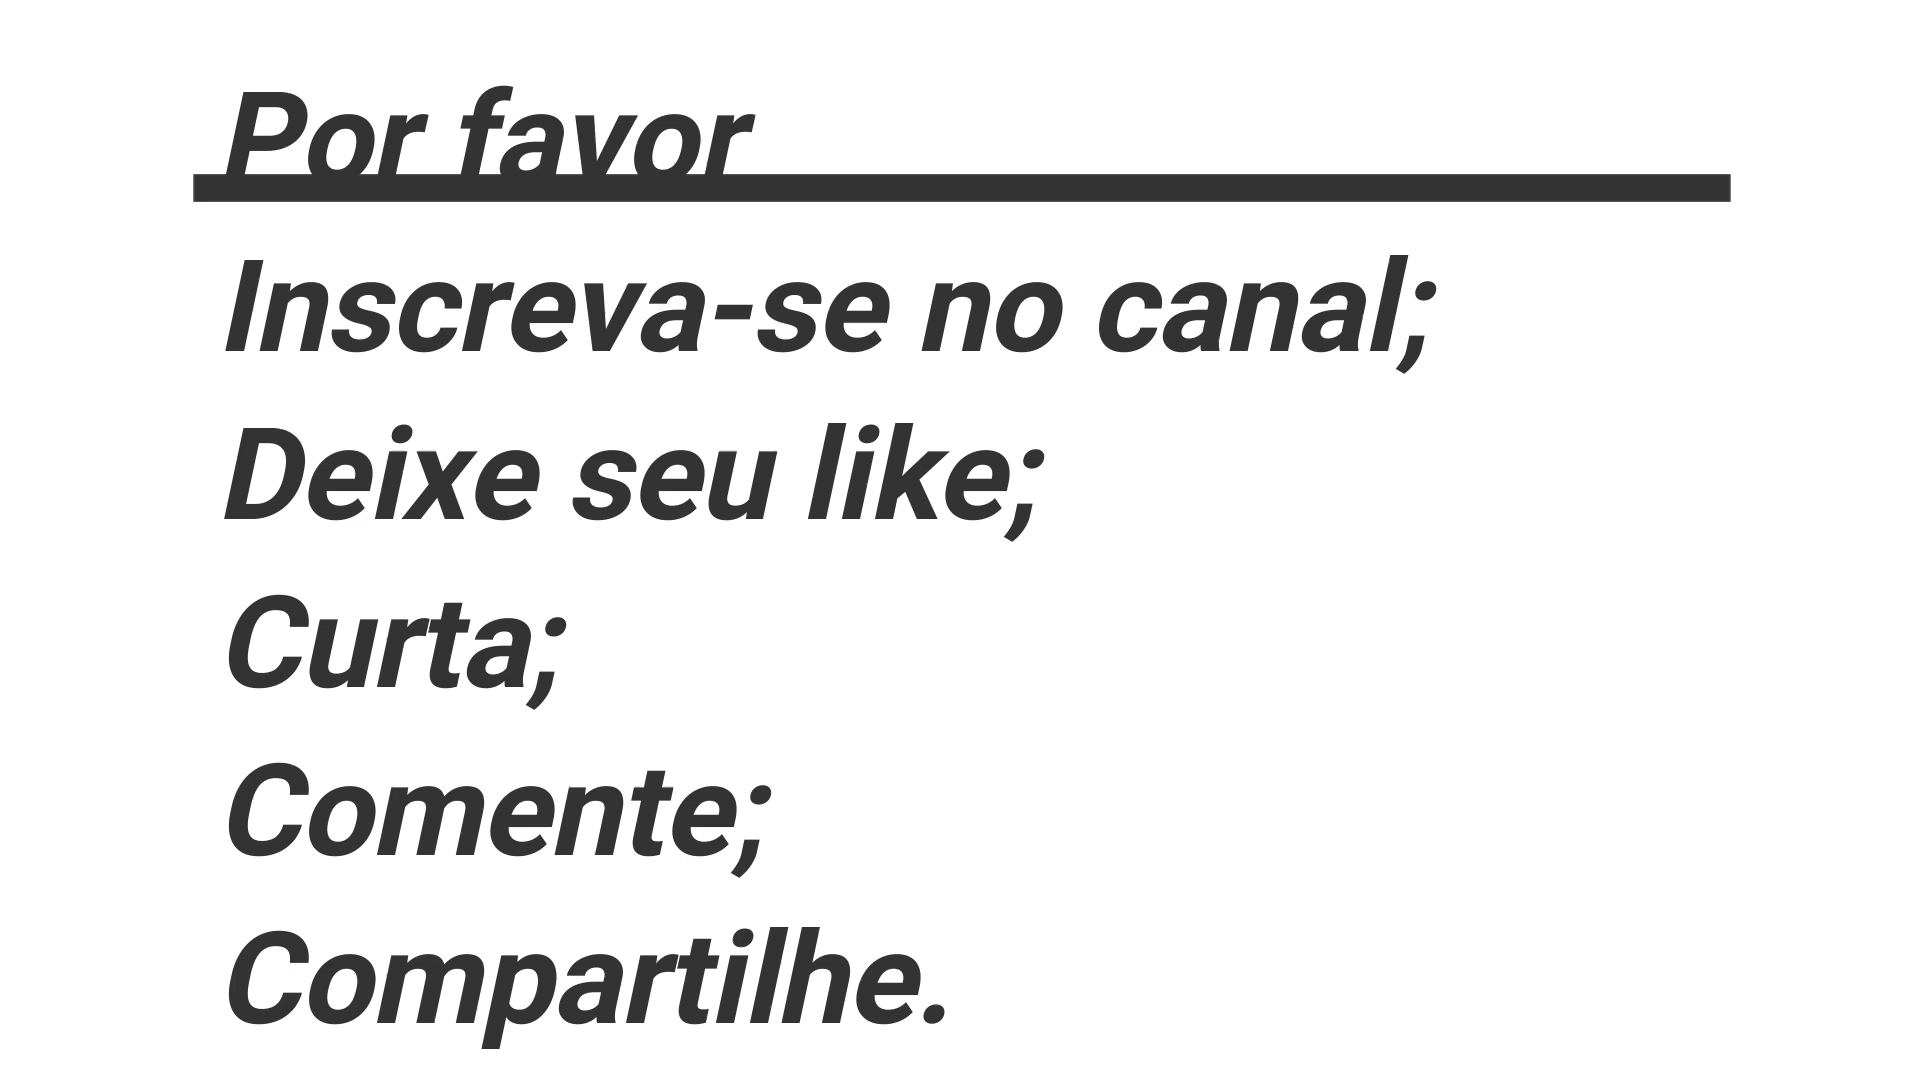 Por favor
Inscreva-se no canal;
Deixe seu like;
Curta;
Comente;
Compartilhe.